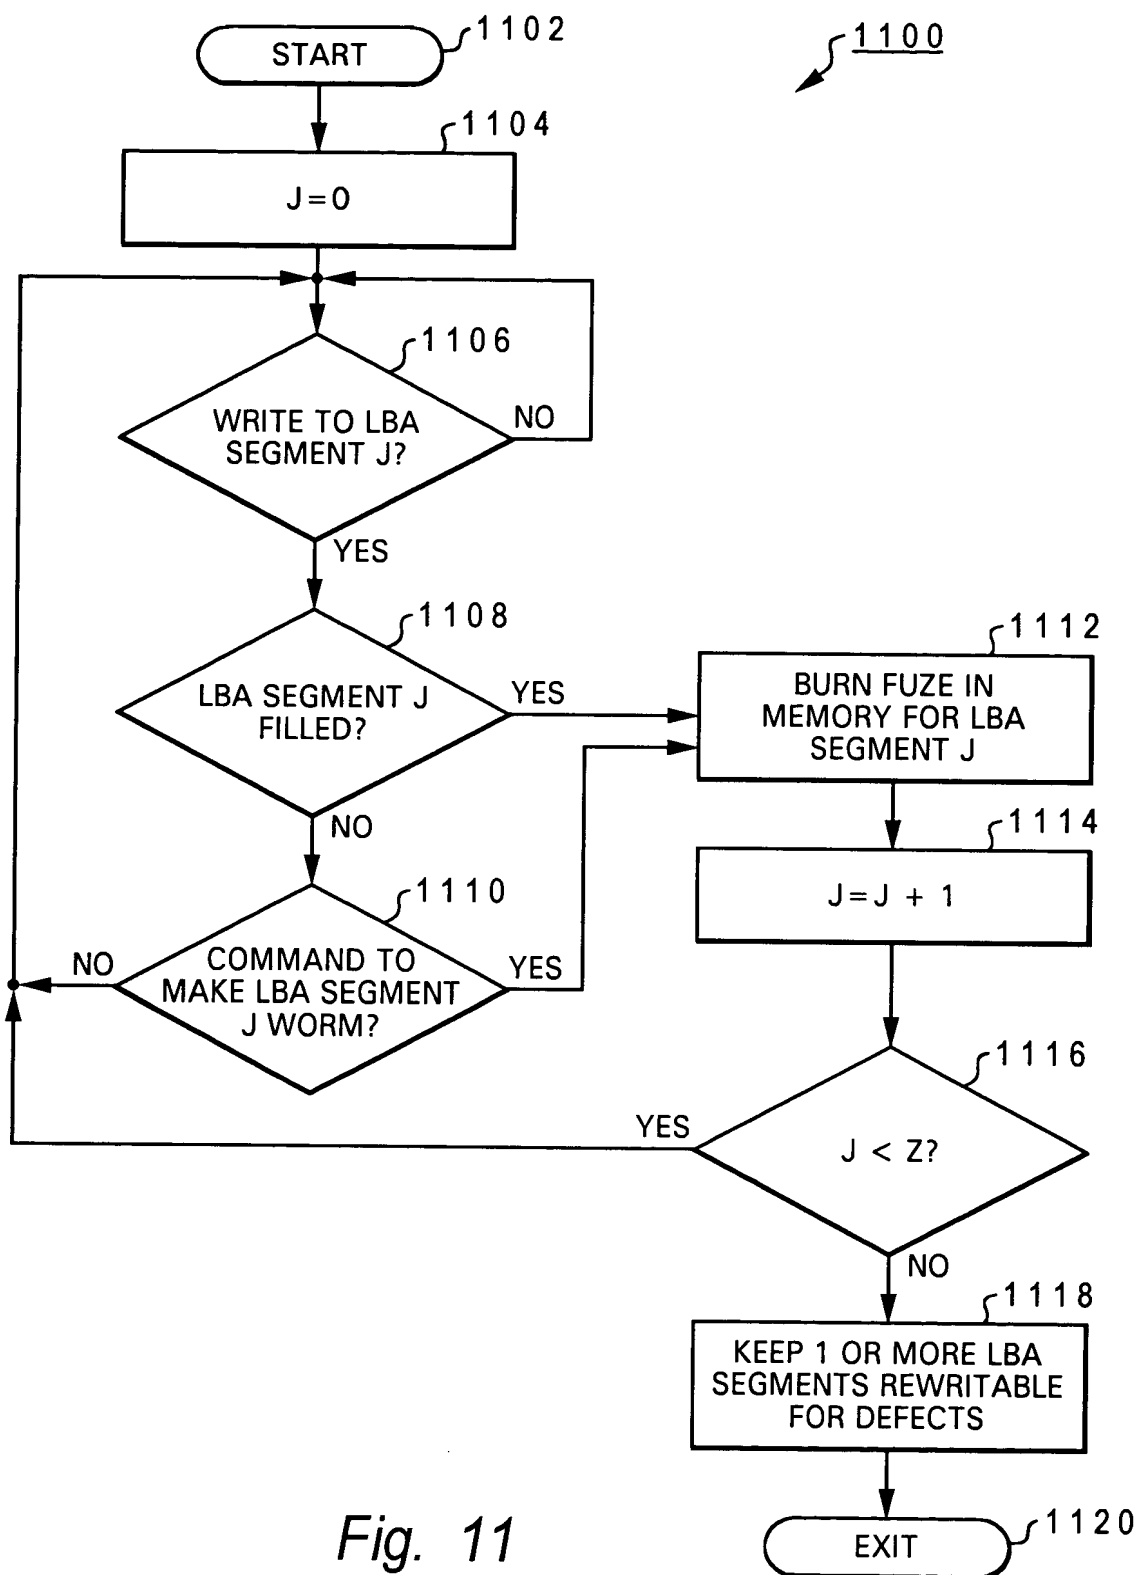 1102
START
1100
1104
J=0
1106
WRITE TO LBA
SEGMENT J?
NO
YES
1108
LBA SEGMENT J
FILLED?
YES
NO
1110
COMMAND TO
MAKE LBA SEGMENT
J WORM?
NO
YES
1112
BURN FUZE IN
MEMORY FOR LBA
SEGMENT J
1114
J=J + 1
1116
J < Z?
YES
NO
1118
KEEP 1 OR MORE LBA
SEGMENTS REWRITABLE
FOR DEFECTS
1120
EXIT
Fig. 11